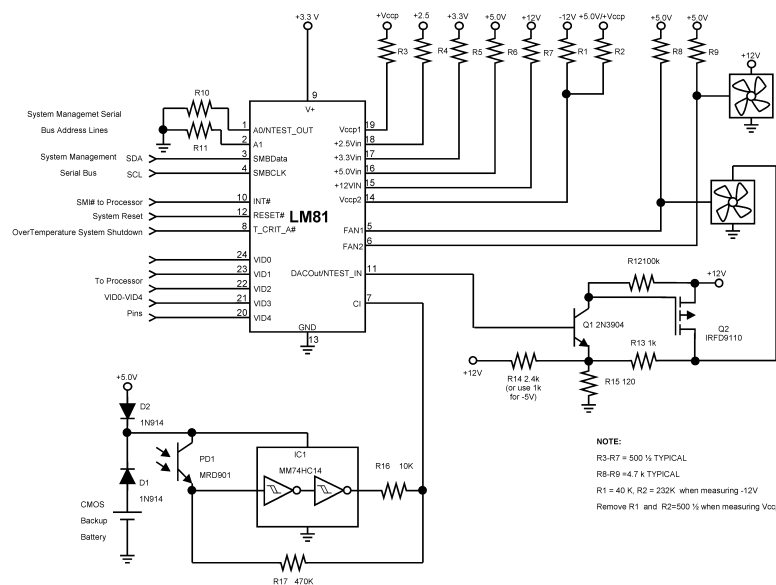 +3.3 V
+Vccp
+2.5
+3.3V
+5.0V
+12V
-12V
+5.0V/+Vccp
+5.0V
+5.0V
R3
R4
R5
R6
R7
R1
R2
R8
R9
+12V
9
V+
R10
R11
System Managemet Serial
Bus Address Lines
1
A0/NTEST_OUT
2
A1
System Management
SDA
3
SMBData
Serial Bus
SCL
4
SMBCLK
SMI# to Processor
10
INT#
System Reset
12
RESET#
OverTemperature System Shutdown
8
T_CRIT_A#
LM81
24
VID0
23
VID1
To Processor
22
VID2
VID0-VID4
21
VID3
Pins
20
VID4
Vccp1
19
+2.5Vin
18
+3.3Vin
17
+5.0Vin
16
+12VIN
15
Vccp2
14
FAN1
5
FAN2
6
DACOut/NTEST_IN
11
CI
7
GND
13
R12100k
+12V
Q1 2N3904
Q2
IRFD9110
R13 1k
+12V
R14 2.4k
(or use 1k
for -5V)
R15 120
+5.0V
D2
1N914
PD1
MRD901
D1
1N914
CMOS
Backup
Battery
IC1
MM74HC14
R16 10K
R17 470K
NOTE:
R3-R7 = 500 ½ TYPICAL
R8-R9 =4.7 k TYPICAL
R1 = 40 K, R2 = 232K when measuring -12V
Remove R1 and R2=500 ½ when measuring Vcc